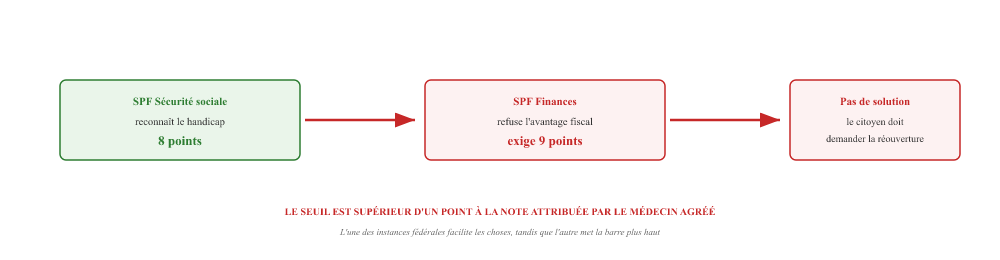 SPF Sécurité sociale
reconnaît le handicap
8 points
SPF Finances
refuse l'avantage fiscal
exige 9 points
Pas de solution
le citoyen doit
demander la réouverture
LE SEUIL EST SUPÉRIEUR D'UN POINT À LA NOTE ATTRIBUÉE PAR LE MÉDECIN AGRÉÉ
L'une des instances fédérales facilite les choses, tandis que l'autre met la barre plus haut